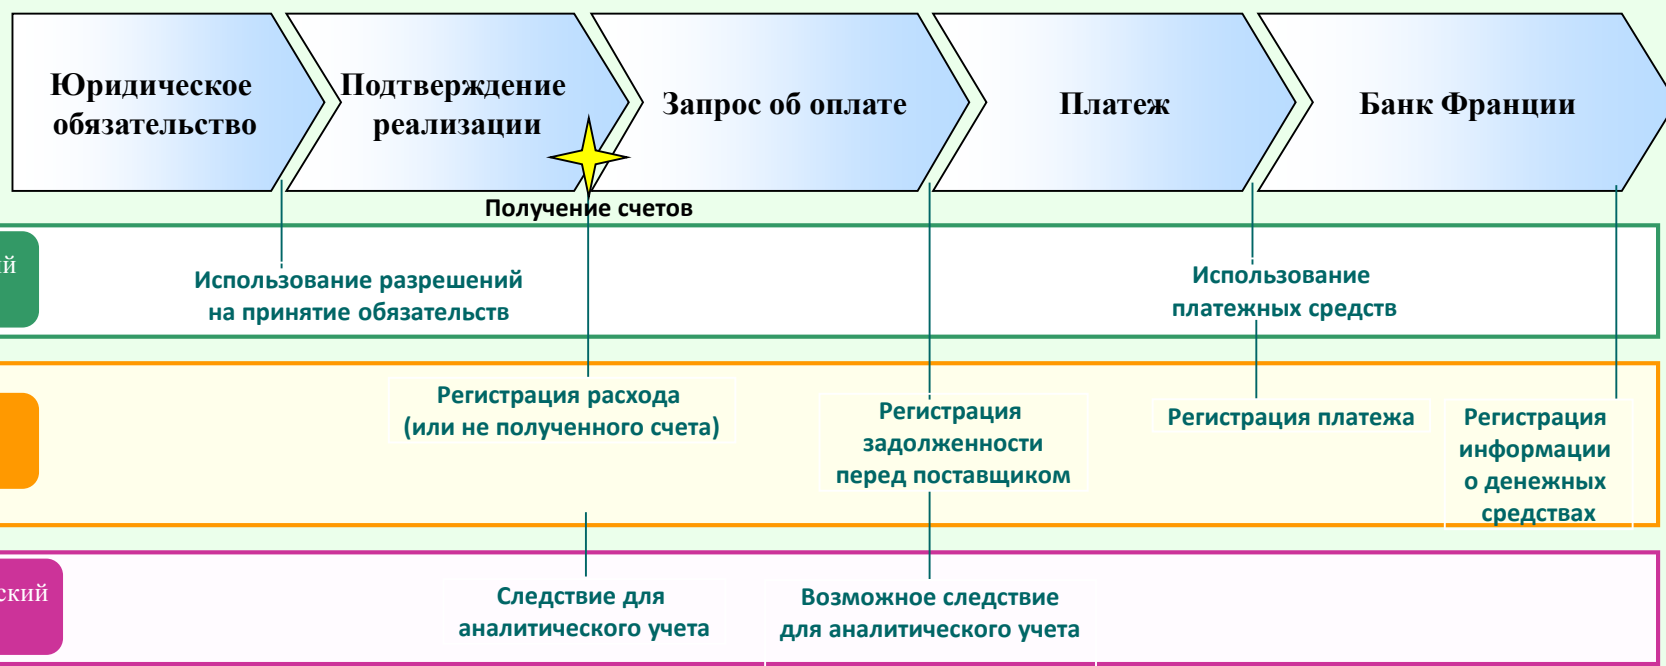 Юридическое
обязательство
Подтверждение
реализации
Запрос об оплате
Платеж
Банк Франции
Получение счетов
Использование разрешений
на принятие обязательств
Использование
платежных средств
Регистрация расхода
(или не полученного счета)
Регистрация
задолженности
перед поставщиком
Регистрация платежа
Регистрация
информации
о денежных
средствах
Следствие для
аналитического учета
Возможное следствие
для аналитического учета